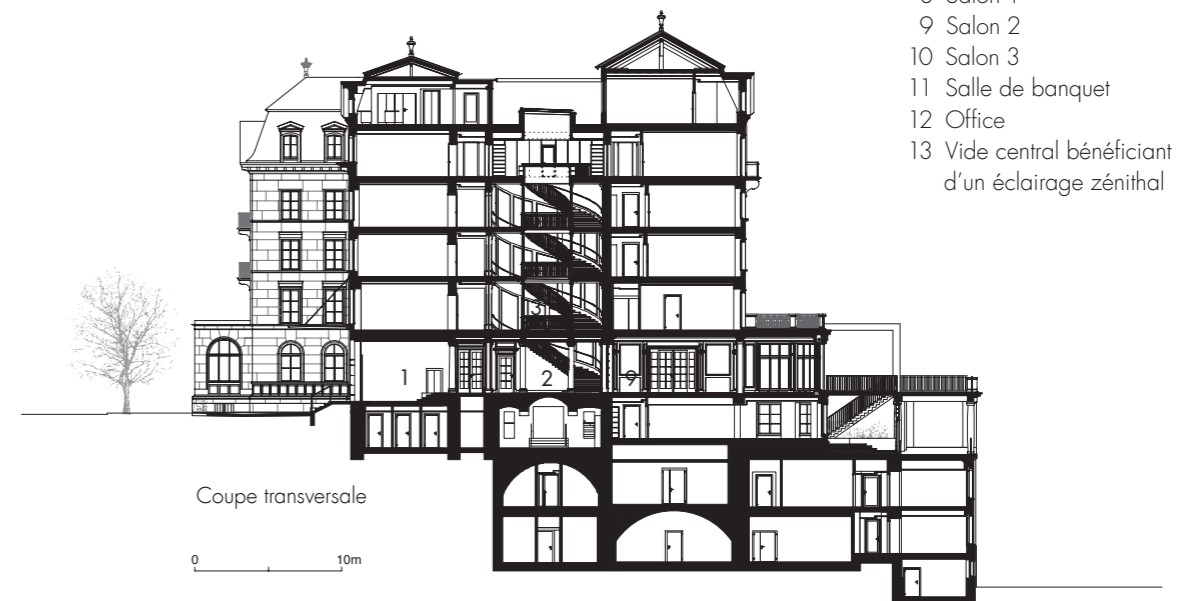 9 Salon 2
10 Salon 3
11 Salle de banquet
12 Office
13 Vide central bénéficiant
d'un éclairage zénithal
1
2
9
Coupe transversale
0 10m